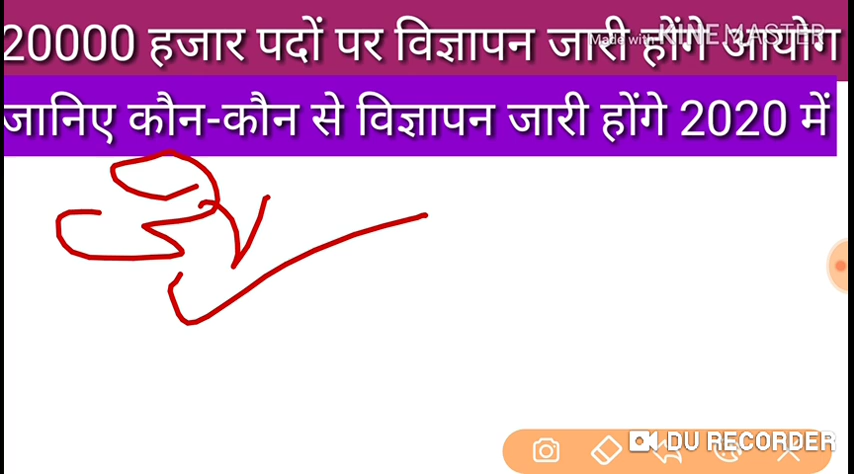 20000 हजार पदों पर विज्ञापन जारी होंगे आयोग
Made with KINEMASTER
जानिए कौन-कौन से विज्ञापन जारी होंगे 2020 में
DU RECORDER